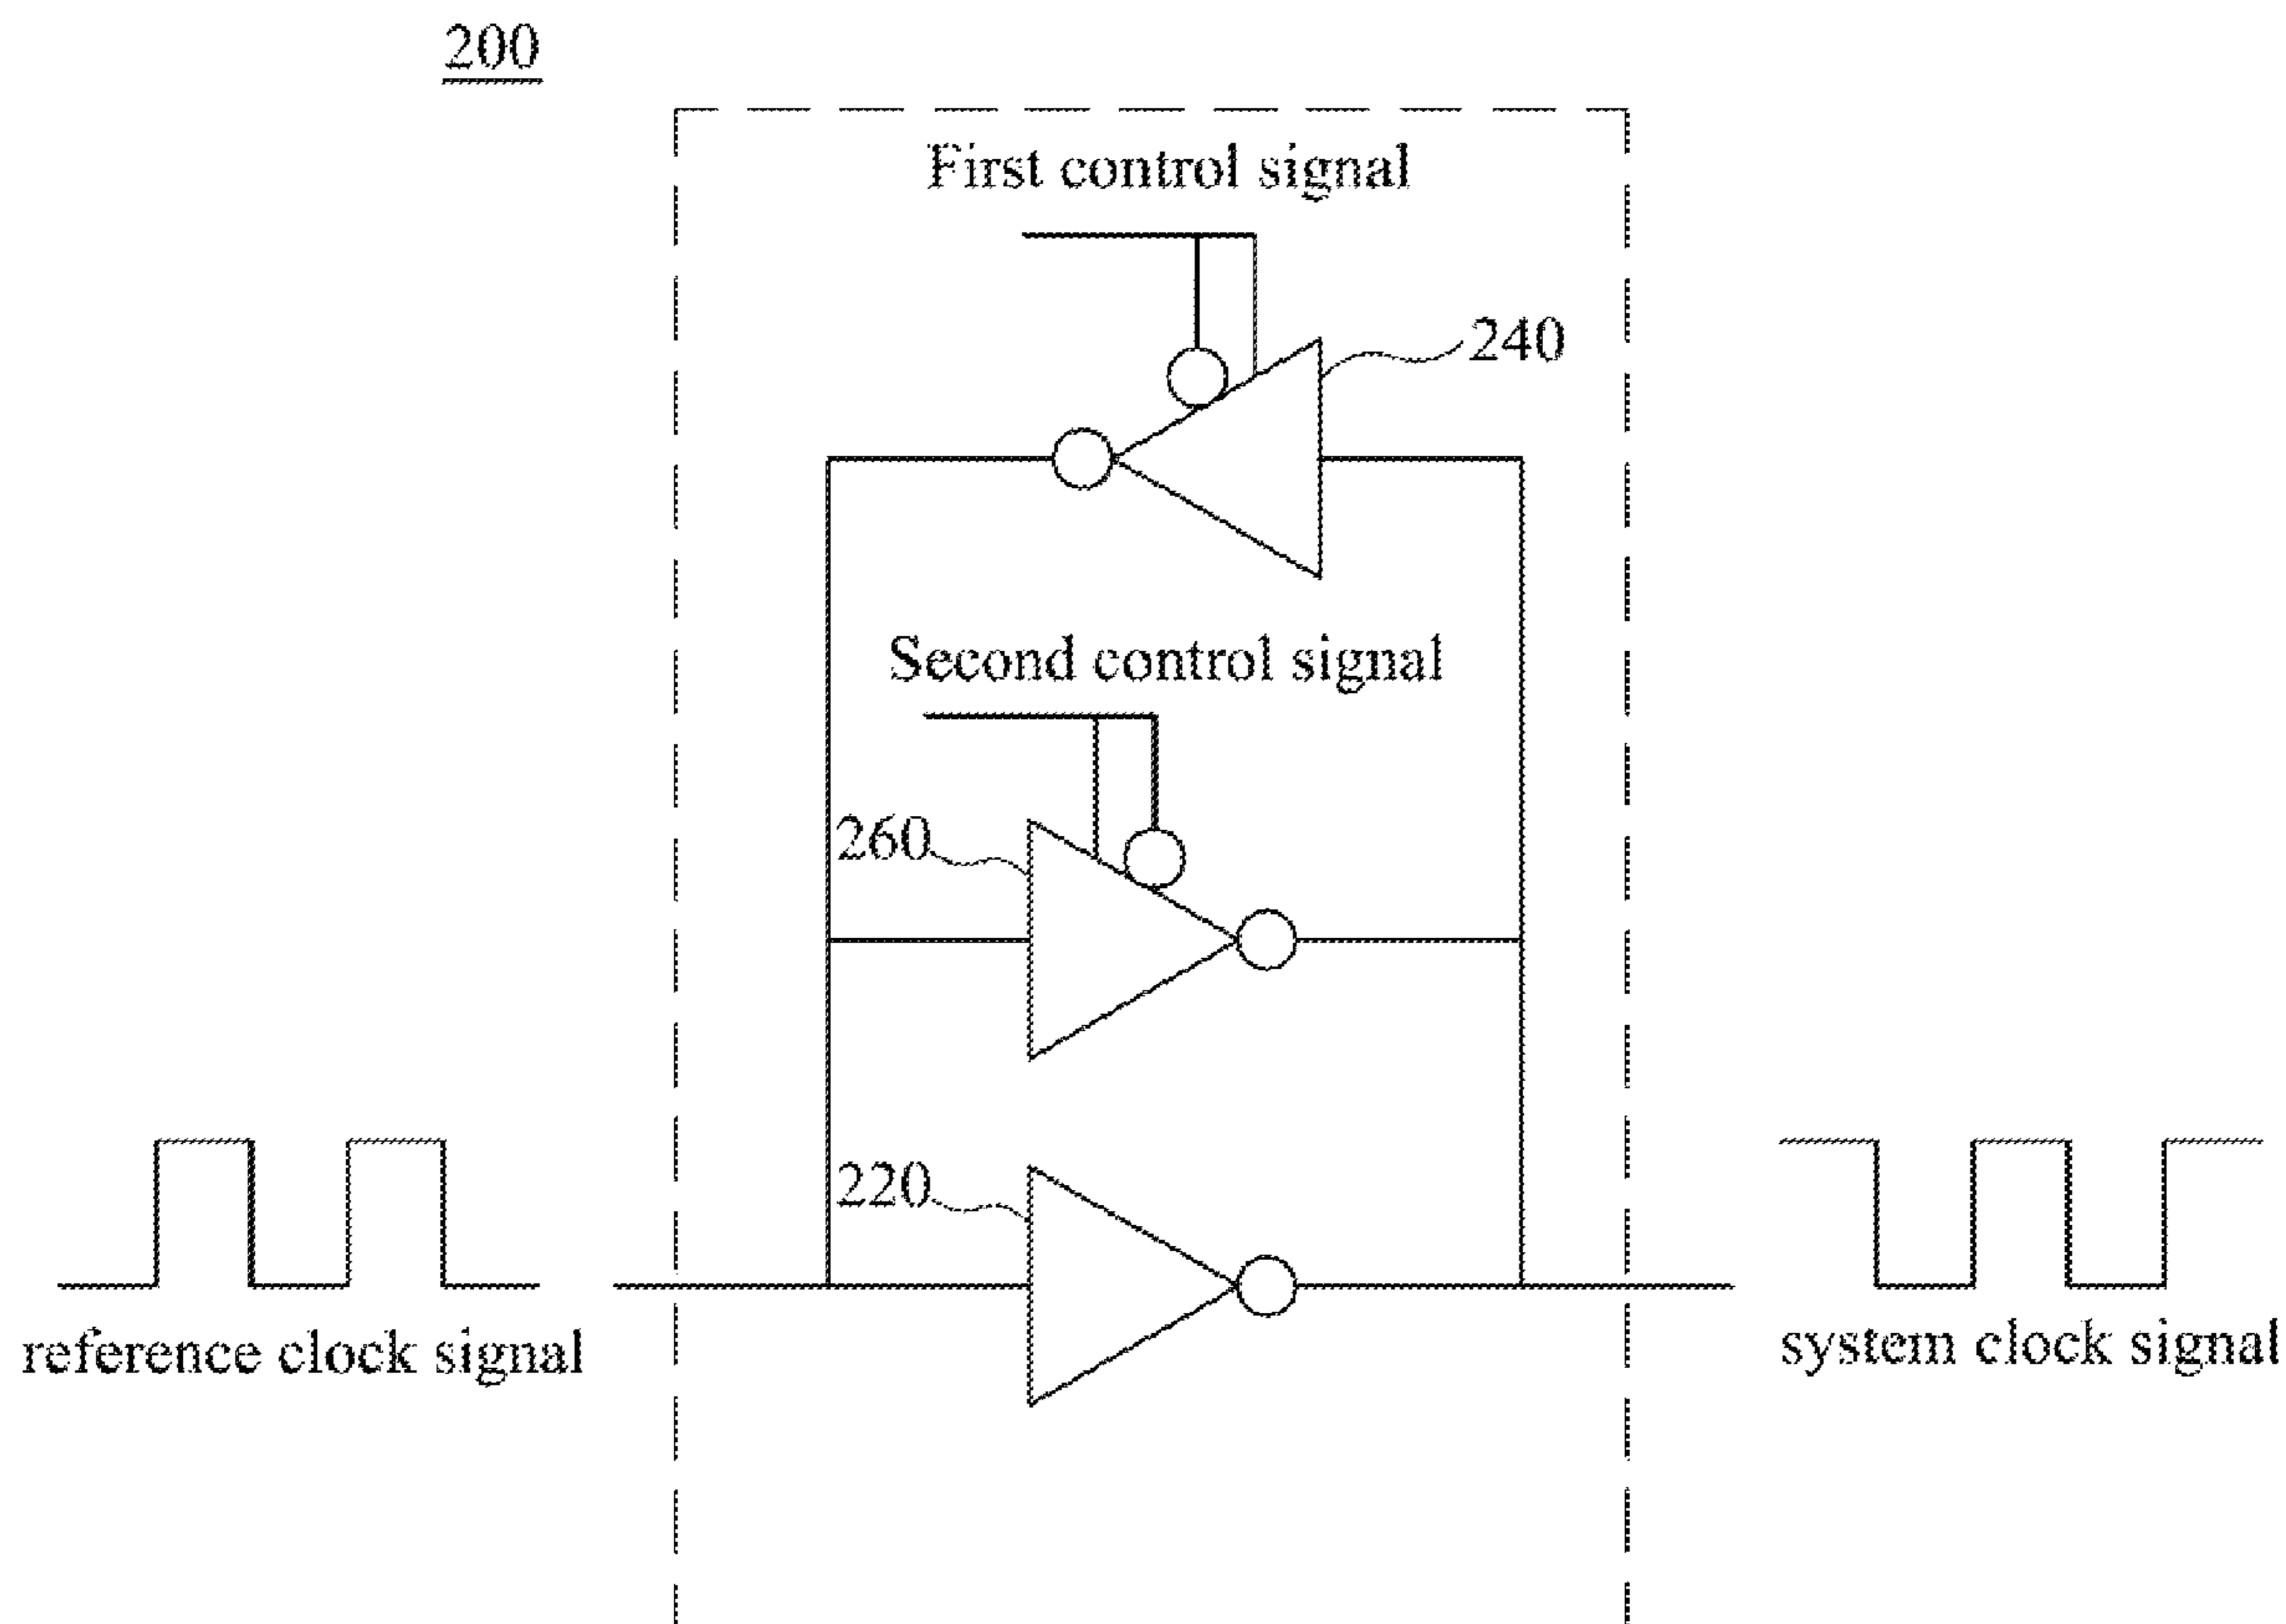 200
First control signal
240
Second control signal
260
220
reference clock signal
system clock signal